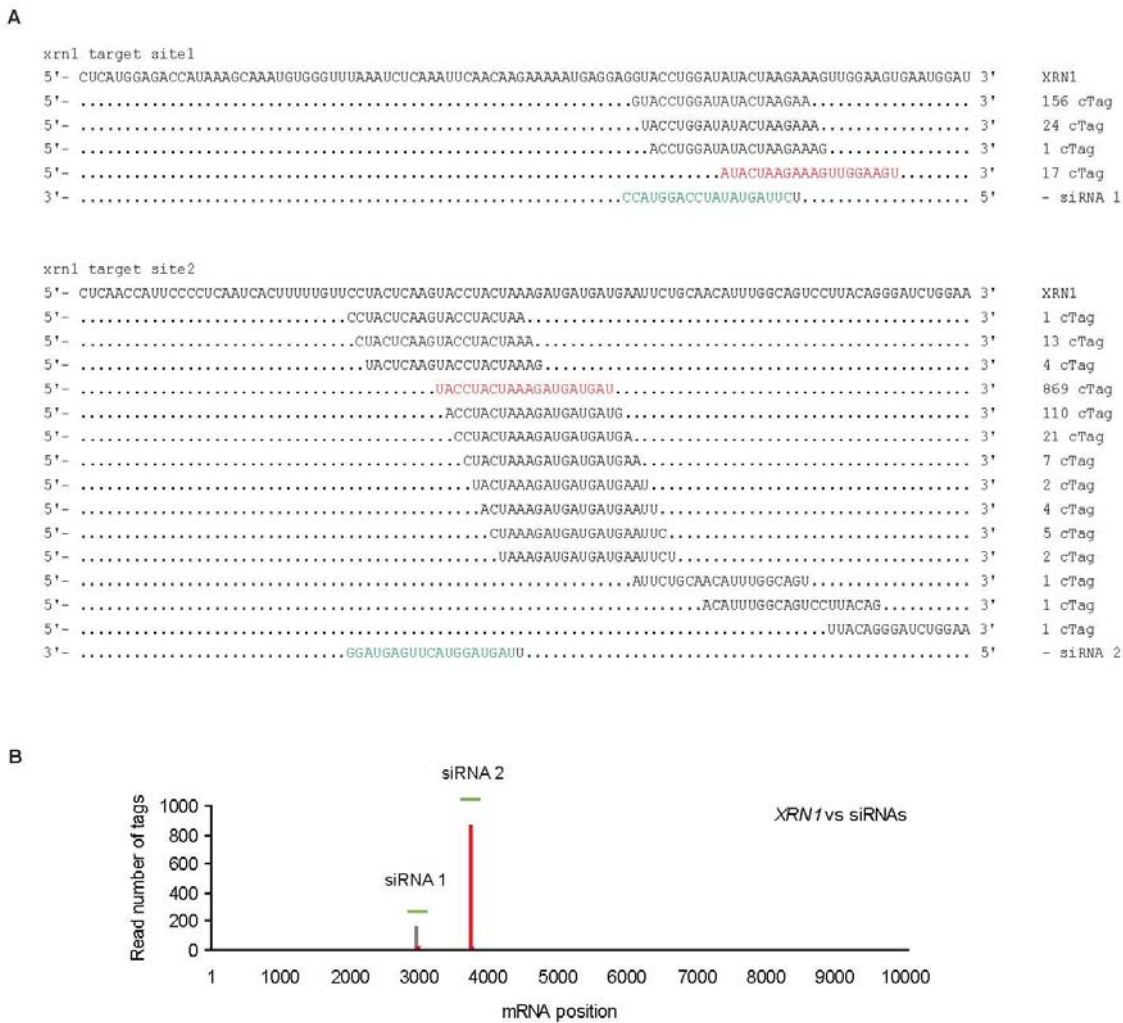 A
xrn1 target site1
5'- CUCAUGGAGACCAUAAAGCAAAUGUGGGUUUAAAUCUCAAAUUCAACAAGAAAAAUGAGGAGGUACCUGGAUAUACUAAGAAAGUUGGAAGUGAAUGGAU 3' XRN1
5'- .............................................................GUACCUGGAUAUACUAAGAA.................. 3' 156 cTag
5'- ..............................................................UACCUGGAUAUACUAAGAAA................. 3' 24 cTag
5'- ...............................................................ACCUGGAUAUACUAAGAAAG................ 3' 1 cTag
5'- .......................................................................AUACUAAGAAAGUUGGAAGU........ 3' 17 cTag
3'- ............................................................CCAUGGACCUAUAUGAUUCU................... 5' - siRNA 1
xrn1 target site2
5'- CUCAACCAUUCCCCUCAAUCACUUUUUGUUCCUACUCAAGUACCUACUAAAGAUGAUGAUGAAUUCUGCAACAUUUGGCAGUCCUUACAGGGAUCUGGAA 3' XRN1
5'- ..............................CCUACUCAAGUACCUACUAA................................................. 3' 1 cTag
5'- ...............................CUACUCAAGUACCUACUAAA................................................ 3' 13 cTag
5'- ................................UACUCAAGUACCUACUAAAG............................................... 3' 4 cTag
5'- ........................................UACCUACUAAAGAUGAUGAU....................................... 3' 869 cTag
5'- .........................................ACCUACUAAAGAUGAUGAUG...................................... 3' 110 cTag
5'- ..........................................CCUACUAAAGAUGAUGAUGA..................................... 3' 21 cTag
5'- ...........................................CUACUAAAGAUGAUGAUGAA.................................... 3' 7 cTag
5'- ............................................UACUAAAGAUGAUGAUGAAU................................... 3' 2 cTag
5'- .............................................ACUAAAGAUGAUGAUGAAUU.................................. 3' 4 cTag
5'- ..............................................CUAAAGAUGAUGAUGAAUUC................................. 3' 5 cTag
5'- ...............................................UAAAGAUGAUGAUGAAUUCU................................ 3' 2 cTag
5'- ..............................................................AUUCUGCAACAUUUGGCAGU................. 3' 1 cTag
5'- ......................................................................ACAUUUGGCAGUCCUUACAG......... 3' 1 cTag
5'- ...................................................................................UUACAGGGAUCUGGAA 3' 1 cTag
3'- ..............................GGAUGAGUUCAUGGAUGAUU................................................. 5' - siRNA 2
B
siRNA 2
XRN1 vs siRNAs
siRNA 1
Read number of tags
1000
800
600
400
200
0
1 1000 2000 3000 4000 5000 6000 7000 8000 9000 10000
mRNA position